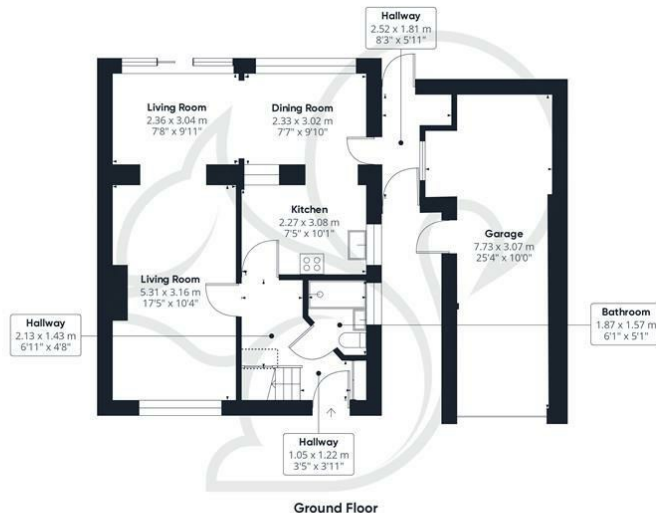 Hallway
2.52 x 1.81 m
8'3" x 5'11"
Living Room
2.36 x 3.04 m
7'8" x 9'11"
Dining Room
2.33 x 3.02 m
7'7" x 9'10"
Kitchen
2.27 x 3.08 m
7'5" x 10'1"
Garage
7.73 x 3.07 m
25'4" x 10'0"
Living Room
5.31 x 3.16 m
17'5" x 10'4"
Hallway
2.13 x 1.43 m
6'11" x 4'8"
Bathroom
1.87 x 1.57 m
6'1" x 5'1"
Hallway
1.05 x 1.22 m
3'5" x 3'11"
Ground Floor